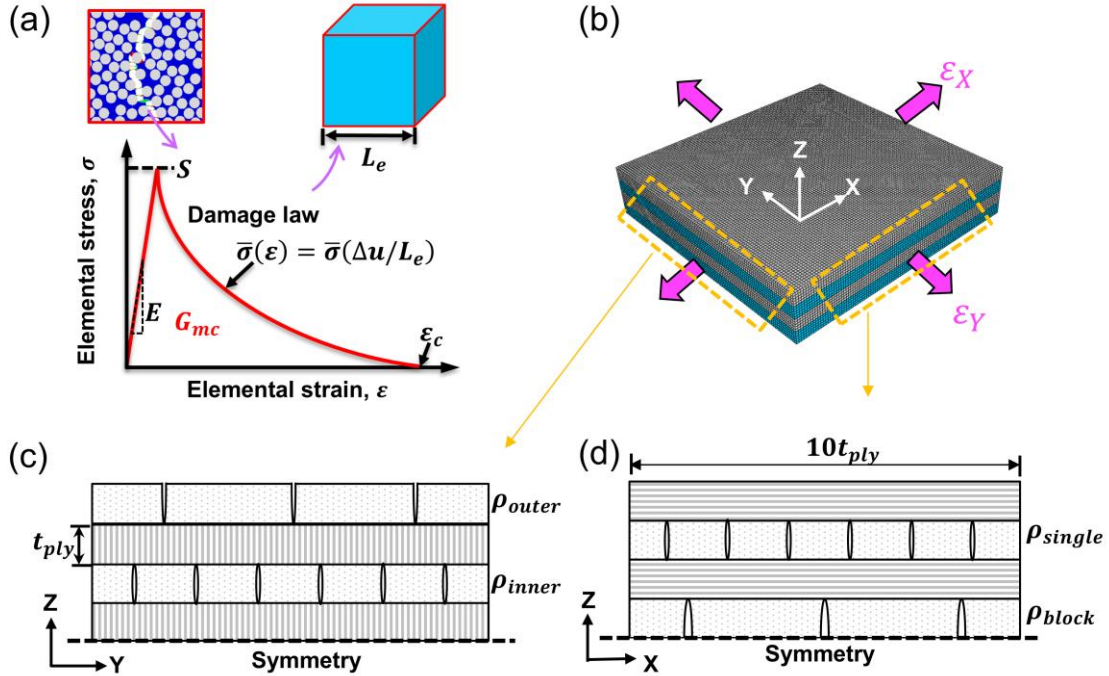 (a)
L_e
Elemental stress, σ
S
Damage law
σ̅(ε) = σ̅(Δu/L_e)
E
G_mc
ε_c
Elemental strain, ε
(b)
ε_X
Z
Y
X
ε_Y
(c)
ρ_outer
t_ply
ρ_inner
Z
Y
Symmetry
(d)
10t_ply
ρ_single
ρ_block
Z
X
Symmetry